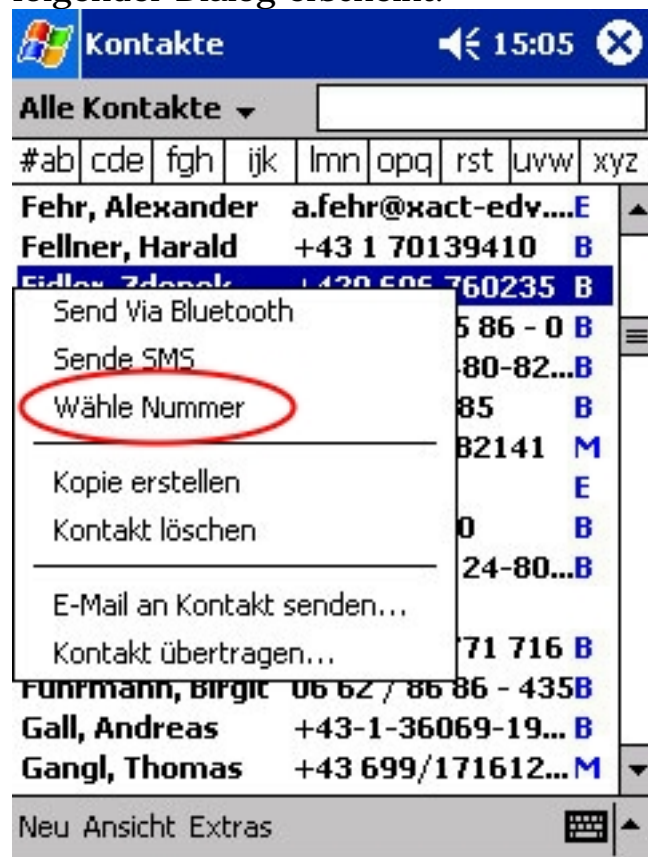 folgender Dialog erscheint:
Kontakte 15:05
Alle Kontakte
#ab cde fgh ijk lmn opq rst uvw xyz
Fehr, Alexander a.fehr@xact-edv....E
Fellner, Harald +43 1 70139410 B
Fidler, Zdenek +420 606 760235 B
Send Via Bluetooth 5 86 - 0 B
Sende SMS -80-82...B
Wähle Nummer 85 B
82141 M
Kopie erstellen E
Kontakt löschen 0 B
24-80...B
E-Mail an Kontakt senden...
Kontakt übertragen... 771 716 B
Fuhrmann, Birgit 06 62 / 86 86 - 435B
Gall, Andreas +43-1-36069-19... B
Gangl, Thomas +43 699/171612...M
Neu Ansicht Extras